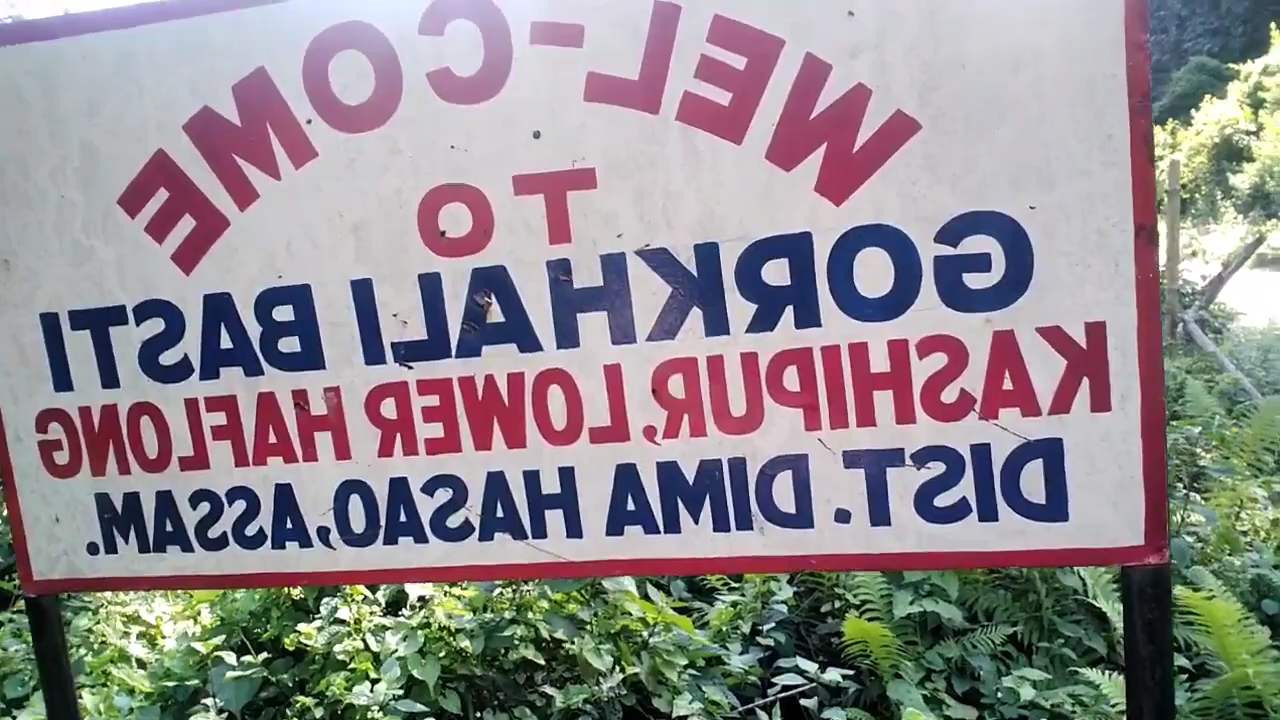 WEL-COME
TO
GORKHALI BASTI
KASHIPUR, LOWER HAFLONG
DIST. DIMA HASAO, ASSAM.